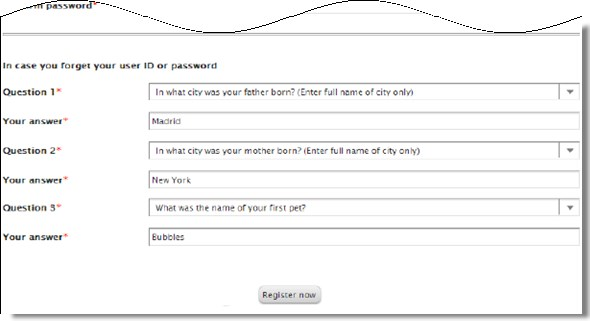 password*
In case you forget your user ID or password
Question 1* In what city was your father born? (Enter full name of city only)
Your answer* Madrid
Question 2* In what city was your mother born? (Enter full name of city only)
Your answer* New York
Question 3* What was the name of your first pet?
Your answer* Bubbles
Register now